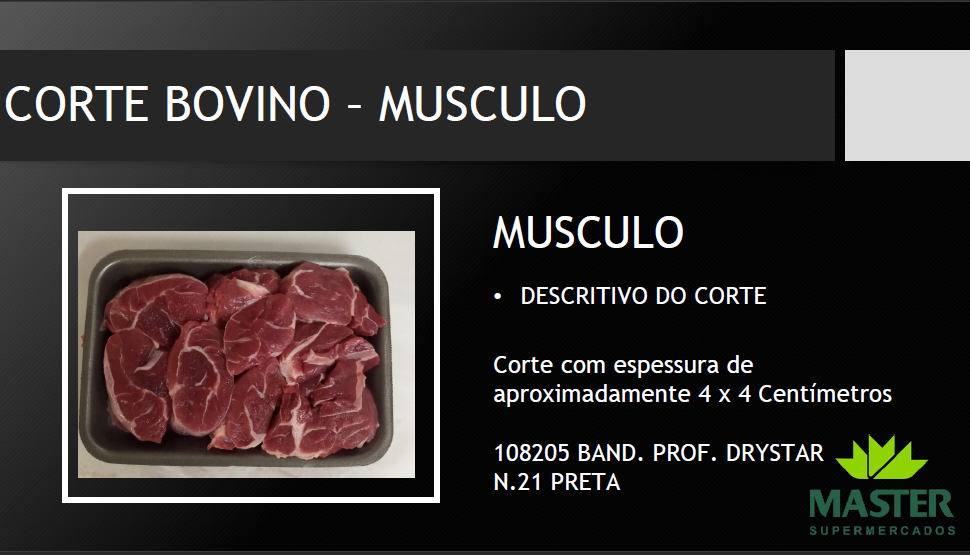 CORTE BOVINO – MUSCULO
MUSCULO
• DESCRITIVO DO CORTE
Corte com espessura de
aproximadamente 4 x 4 Centímetros
108205 BAND. PROF. DRYSTAR
N.21 PRETA
MASTER
SUPERMERCADOS